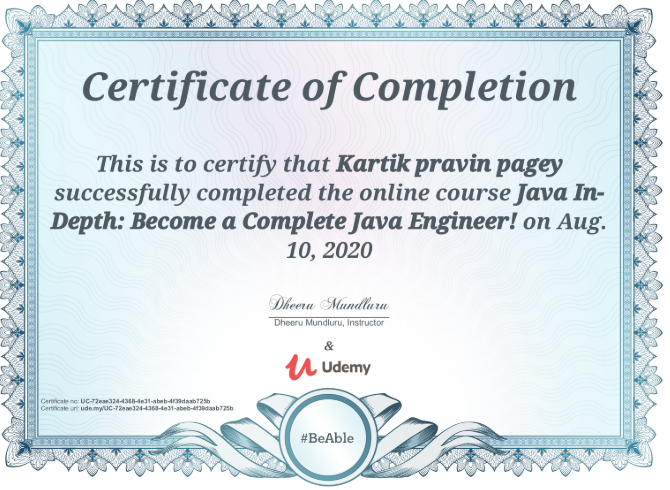 Certificate of Completion
This is to certify that Kartik pravin pagey
successfully completed the online course Java In-
Depth: Become a Complete Java Engineer! on Aug.
10, 2020
Dheeru Mundluru
Dheeru Mundluru, Instructor
&
Udemy
Certificate no: UC-72eae324-4368-4e31-abeb-4f39daab725b
Certificate url: ude.my/UC-72eae324-4368-4e31-abeb-4f39daab725b
#BeAble